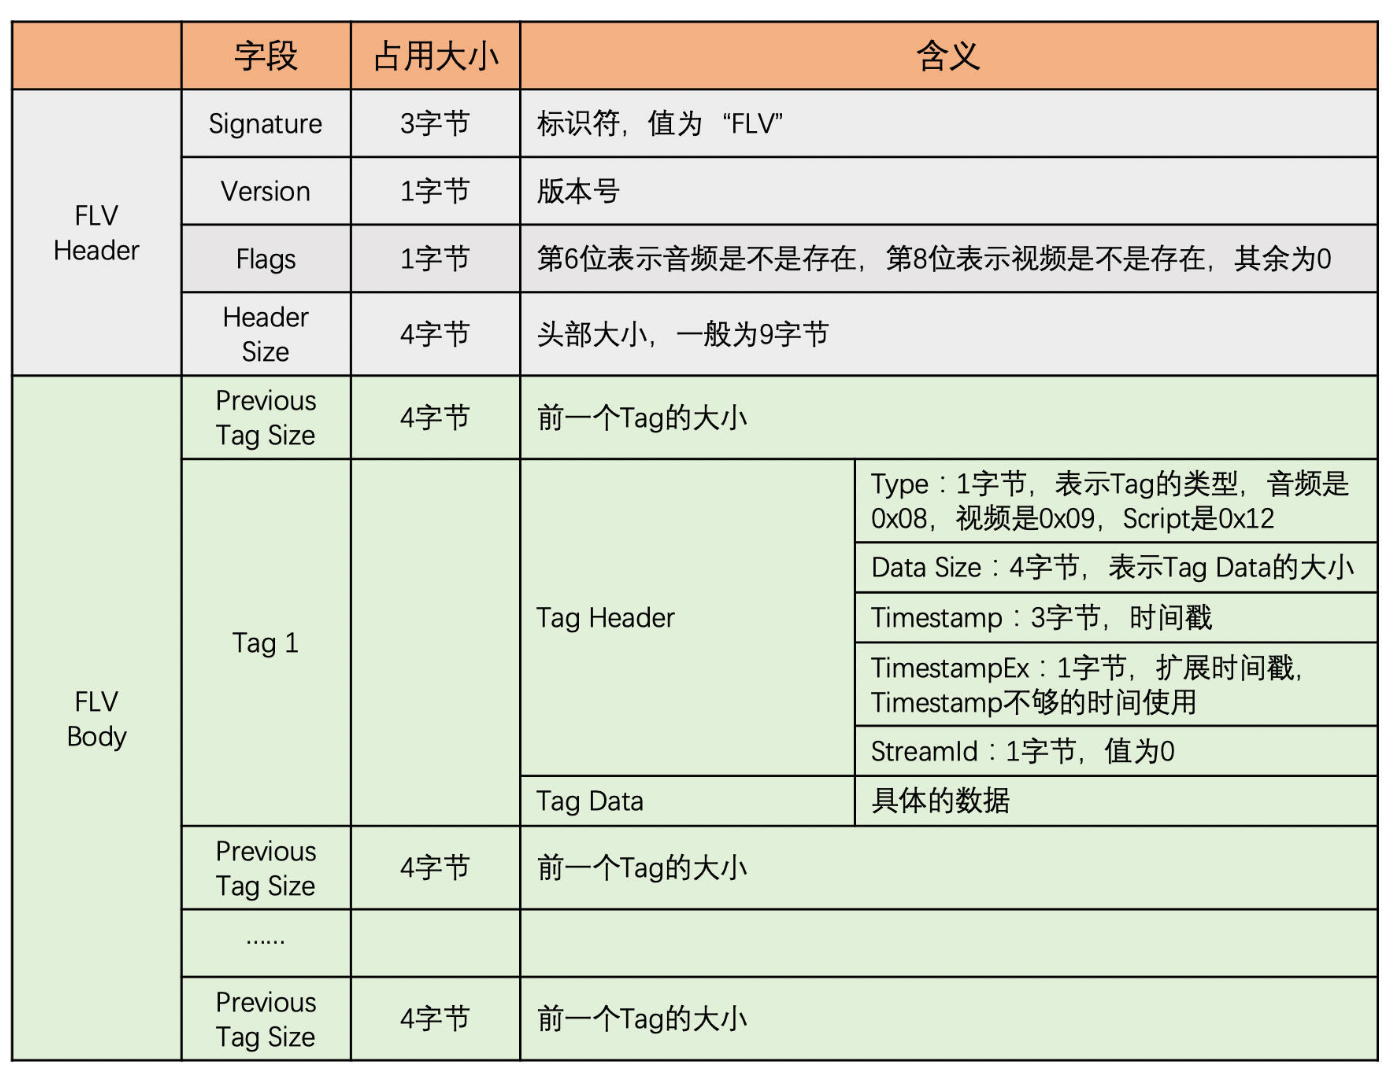 字段 占用大小 含义
FLV
Header
Signature 3字节 标识符，值为 “FLV”
Version 1字节 版本号
Flags 1字节 第6位表示音频是不是存在，第8位表示视频是不是存在，其余为0
Header
Size
4字节 头部大小，一般为9字节
FLV
Body
Previous
Tag Size
4字节 前一个Tag的大小
Tag 1
Tag Header
Type：1字节，表示Tag的类型，音频是
0x08，视频是0x09，Script是0x12
Data Size：4字节，表示Tag Data的大小
Timestamp：3字节，时间戳
TimestampEx：1字节，扩展时间戳，
Timestamp不够的时间使用
StreamId：1字节，值为0
Tag Data 具体的数据
Previous
Tag Size
4字节 前一个Tag的大小
……
Previous
Tag Size
4字节 前一个Tag的大小